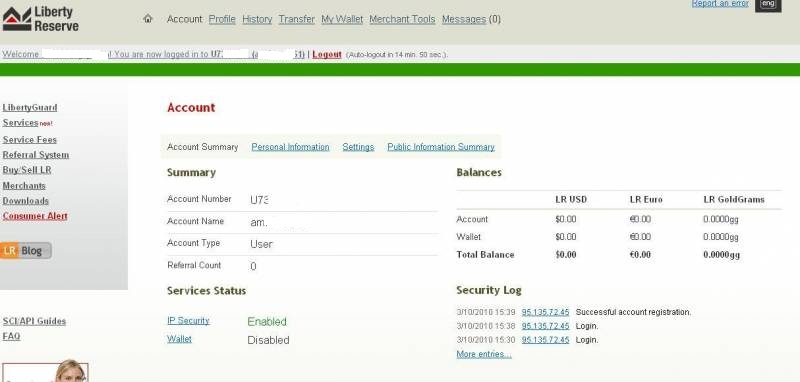 Liberty Reserve
Account Profile History Transfer My Wallet Merchant Tools Messages (0)
Report an error eng
Welcome ! You are now logged in to U73 (a 51) | Logout (Auto-logout in 14 min. 50 sec.).
LibertyGuard
Services new!
Service Fees
Referral System
Buy/Sell LR
Merchants
Downloads
Consumer Alert
LR Blog
SCI/API Guides
FAQ
Account
Account Summary Personal Information Settings Public Information Summary
Summary
Account Number U73
Account Name am.
Account Type User
Referral Count 0
Services Status
IP Security Enabled
Wallet Disabled
Balances
LR USD LR Euro LR GoldGrams
Account $0.00 €0.00 0.0000gg
Wallet $0.00 €0.00 0.0000gg
Total Balance $0.00 €0.00 0.0000gg
Security Log
3/10/2010 15:39 95.135.72.45 Successful account registration.
3/10/2010 15:38 95.135.72.45 Login.
3/10/2010 15:30 95.135.72.45 Login.
More entries...